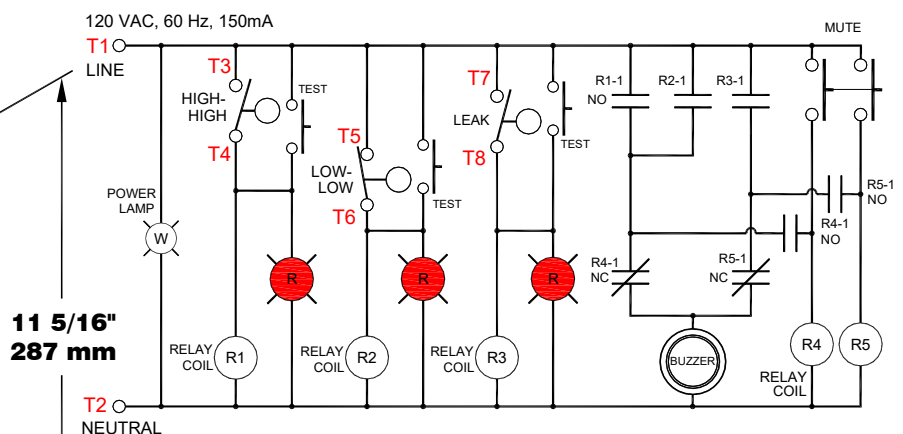 120 VAC, 60 Hz, 150mA
T1
LINE
MUTE
T3
HIGH-
HIGH
T4
TEST
T5
LOW-
LOW
T6
TEST
T7
LEAK
T8
TEST
R1-1
NO
R2-1
R3-1
R5-1
NO
R4-1
NO
R4-1
NC
R5-1
NC
POWER
LAMP
W
R
R
R
11 5/16"
287 mm
RELAY
COIL
R1
RELAY
COIL
R2
RELAY
COIL
R3
BUZZER
R4
R5
RELAY
COIL
T2
NEUTRAL